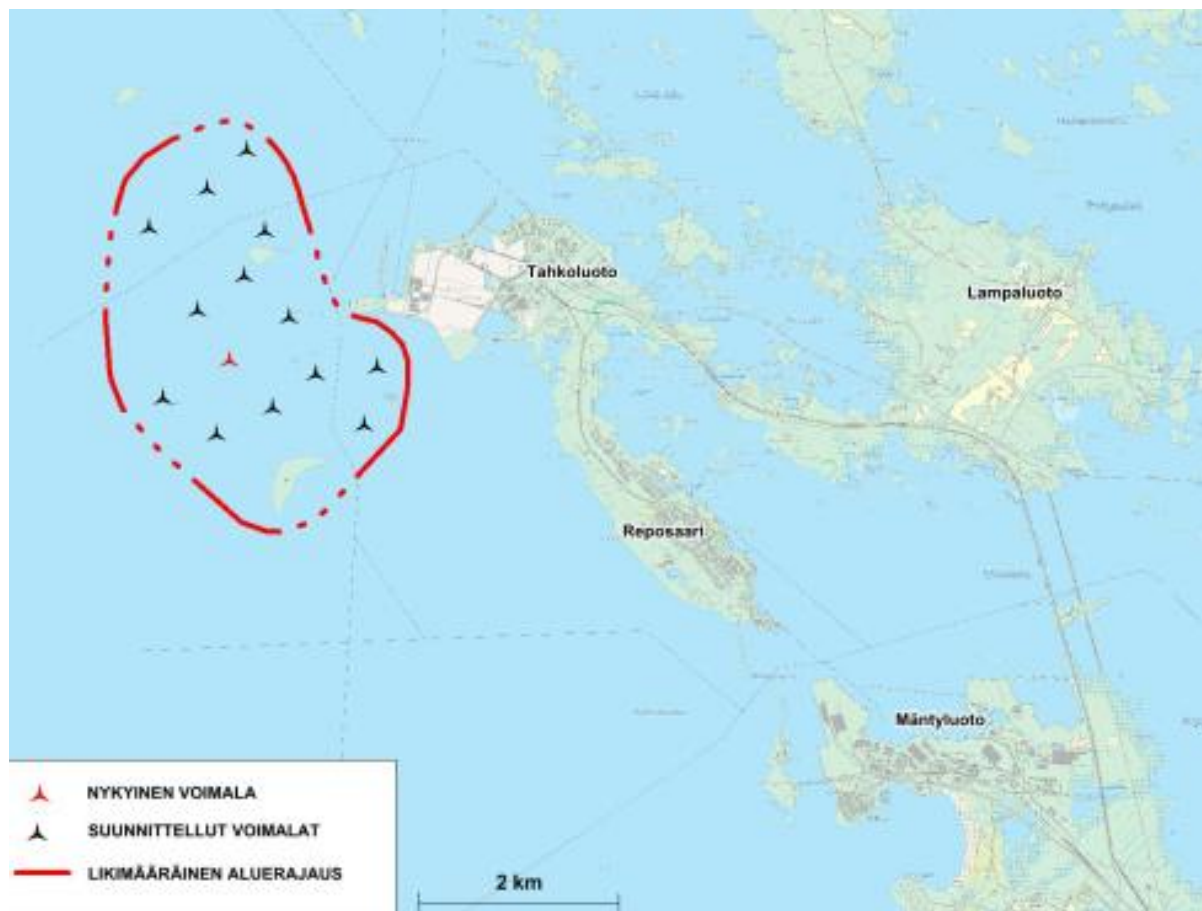 Tahkoluoto
Lampaluoto
Reposaari
Mäntyluoto
NYKYINEN VOIMALA
SUUNNITTELLUT VOIMALAT
LIKIMÄÄRÄINEN ALUERAJAUS
2 km